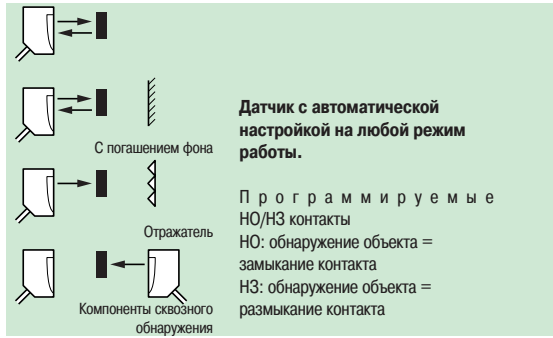 С погашением фона
Отражатель
Компоненты сквозного
обнаружения
Датчик с автоматической
настройкой на любой режим
работы.
Программируемые
НО/НЗ контакты
НО: обнаружение объекта =
замыкание контакта
НЗ: обнаружение объекта =
размыкание контакта